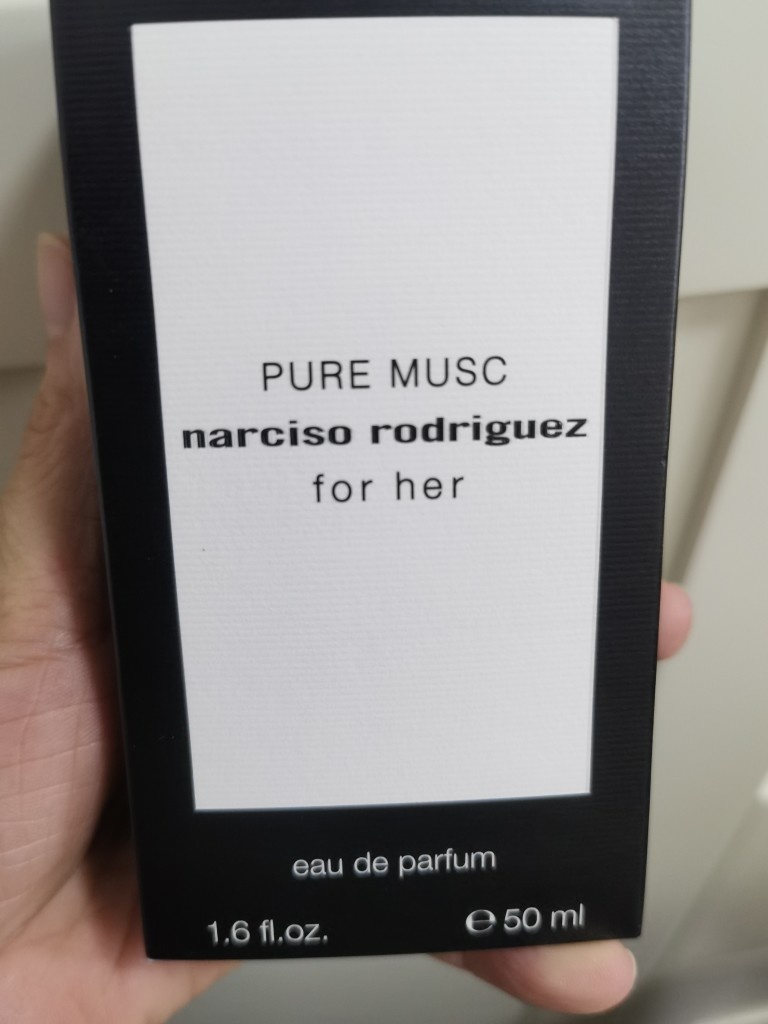 PURE MUSC
narciso rodriguez
for her
eau de parfum
1.6 fl.oz. ℮ 50 ml